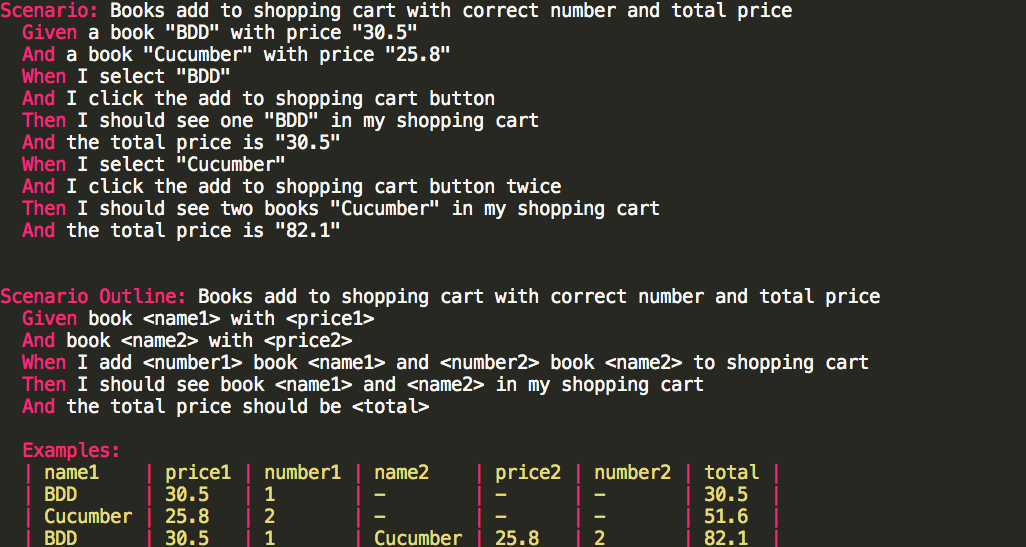 Scenario: Books add to shopping cart with correct number and total price
Given a book "BDD" with price "30.5"
And a book "Cucumber" with price "25.8"
When I select "BDD"
And I click the add to shopping cart button
Then I should see one "BDD" in my shopping cart
And the total price is "30.5"
When I select "Cucumber"
And I click the add to shopping cart button twice
Then I should see two books "Cucumber" in my shopping cart
And the total price is "82.1"
Scenario Outline: Books add to shopping cart with correct number and total price
Given book <name1> with <price1>
And book <name2> with <price2>
When I add <number1> book <name1> and <number2> book <name2> to shopping cart
Then I should see book <name1> and <name2> in my shopping cart
And the total price should be <total>
Examples:
| name1 | price1 | number1 | name2 | price2 | number2 | total |
| BDD | 30.5 | 1 | - | - | - | 30.5 |
| Cucumber | 25.8 | 2 | - | - | - | 51.6 |
| BDD | 30.5 | 1 | Cucumber | 25.8 | 2 | 82.1 |